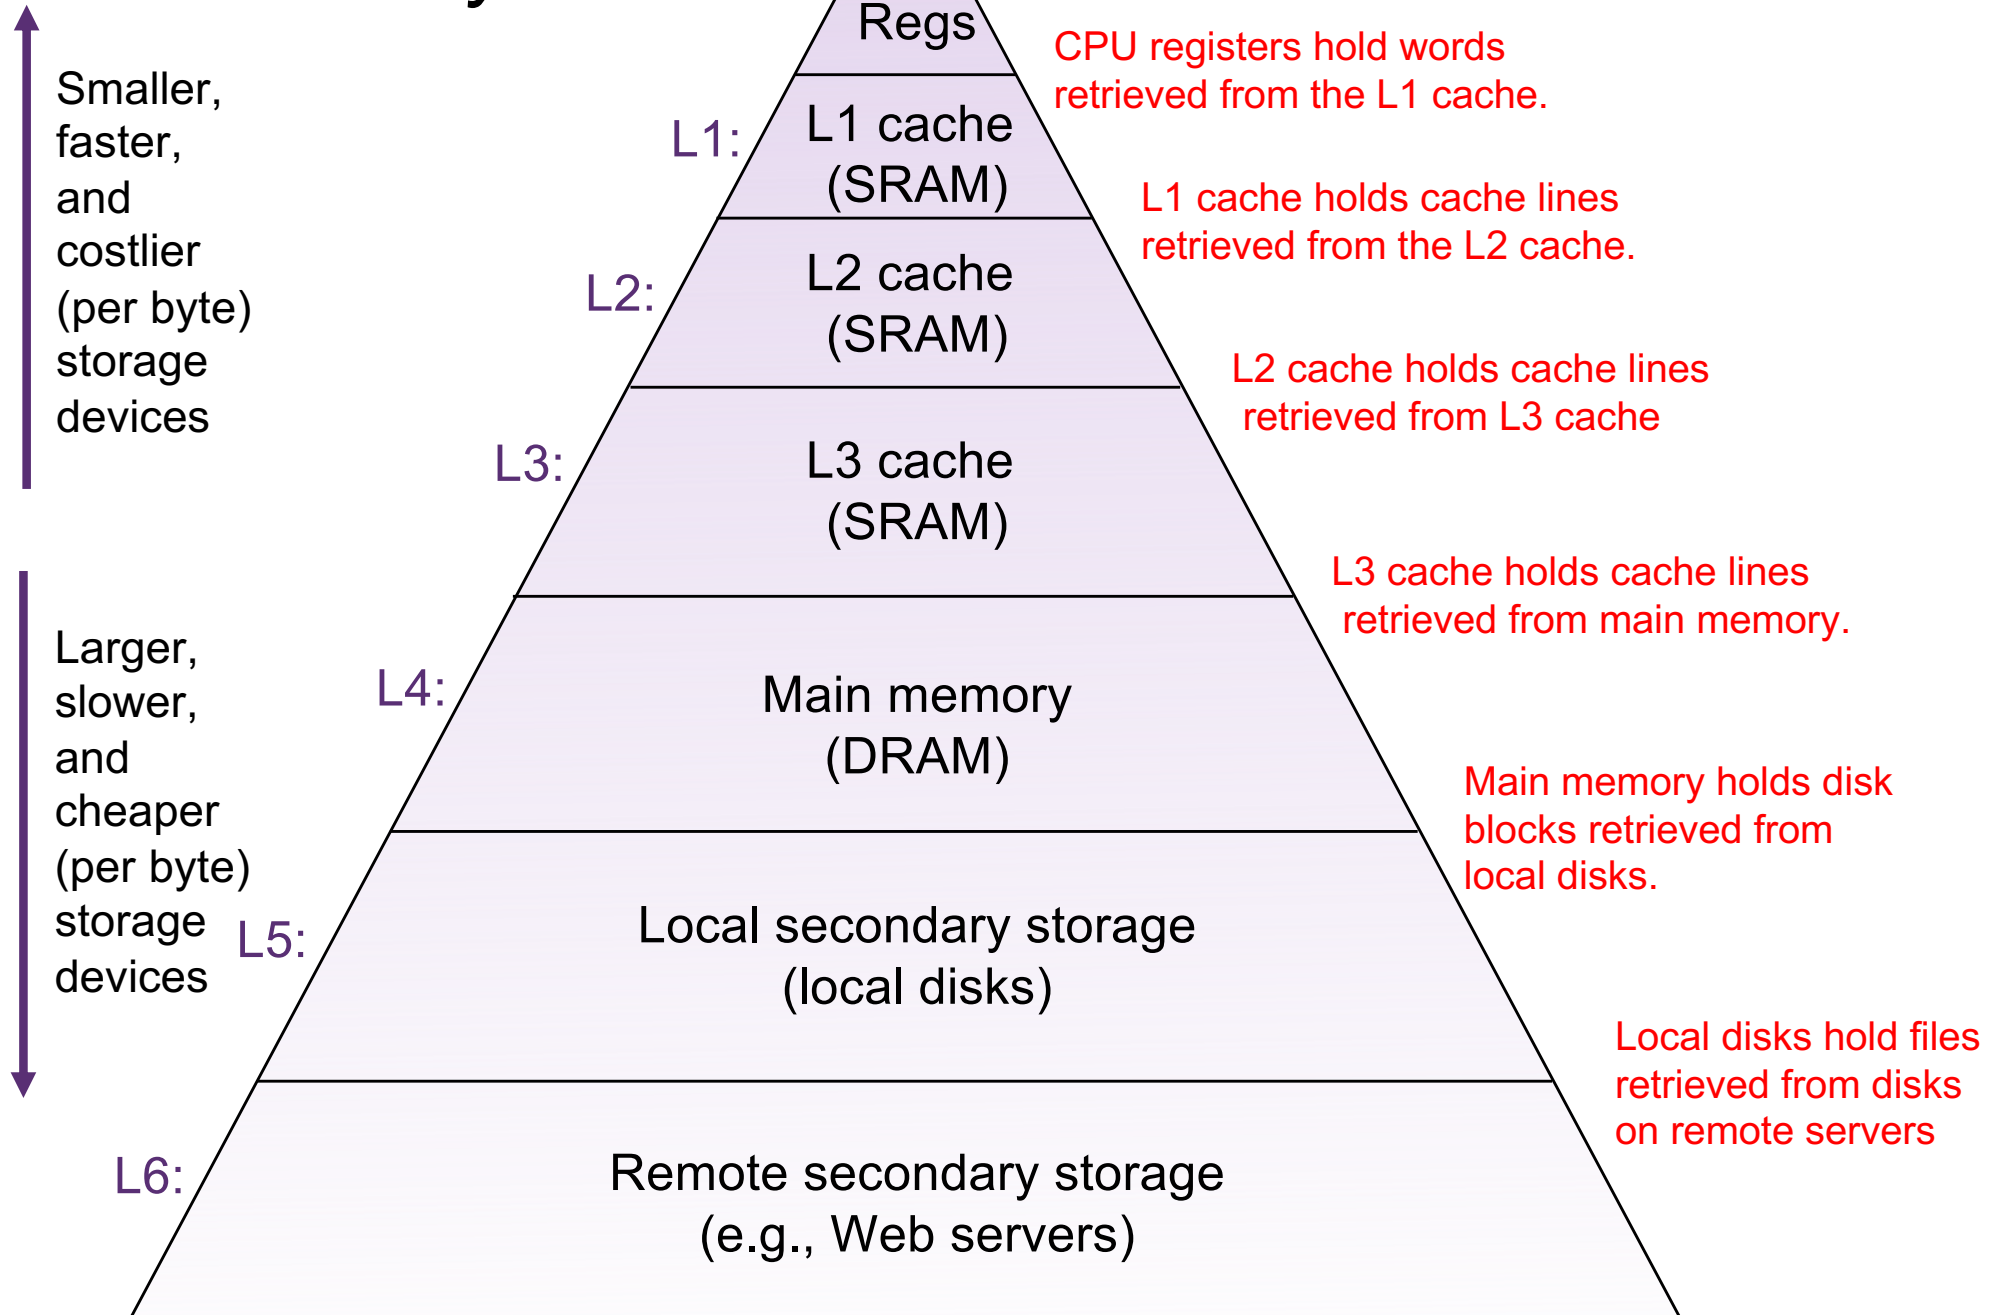 Regs
CPU registers hold words
retrieved from the L1 cache.
Smaller,
faster,
and
costlier
(per byte)
storage
devices
L1:
L1 cache
(SRAM)
L1 cache holds cache lines
retrieved from the L2 cache.
L2:
L2 cache
(SRAM)
L2 cache holds cache lines
retrieved from L3 cache
L3:
L3 cache
(SRAM)
L3 cache holds cache lines
retrieved from main memory.
Larger,
slower,
and
cheaper
(per byte)
storage
devices
L4:
Main memory
(DRAM)
Main memory holds disk
blocks retrieved from
local disks.
L5:
Local secondary storage
(local disks)
Local disks hold files
retrieved from disks
on remote servers
L6:
Remote secondary storage
(e.g., Web servers)